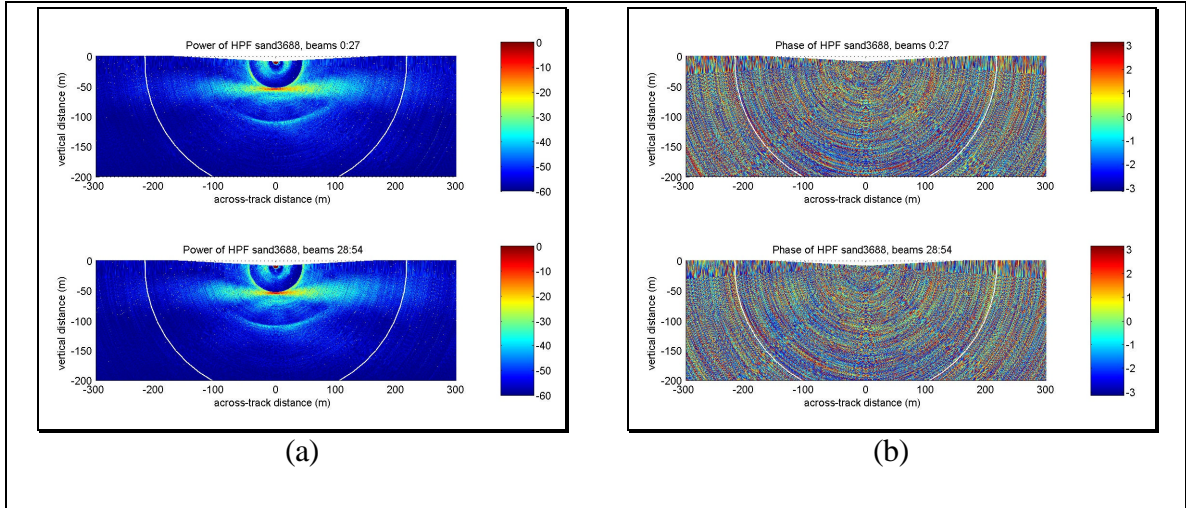 Power of HPF sand3688, beams 0:27
0
-50
-100
-150
-200
vertical distance (m)
-300 -200 -100 0 100 200 300
across-track distance (m)
0
-10
-20
-30
-40
-50
-60
Power of HPF sand3688, beams 28:54
0
-50
-100
-150
-200
vertical distance (m)
-300 -200 -100 0 100 200 300
across-track distance (m)
0
-10
-20
-30
-40
-50
-60
(a)
Phase of HPF sand3688, beams 0:27
0
-50
-100
-150
-200
vertical distance (m)
-300 -200 -100 0 100 200 300
across-track distance (m)
3
2
1
0
-1
-2
-3
Phase of HPF sand3688, beams 28:54
0
-50
-100
-150
-200
vertical distance (m)
-300 -200 -100 0 100 200 300
across-track distance (m)
3
2
1
0
-1
-2
-3
(b)